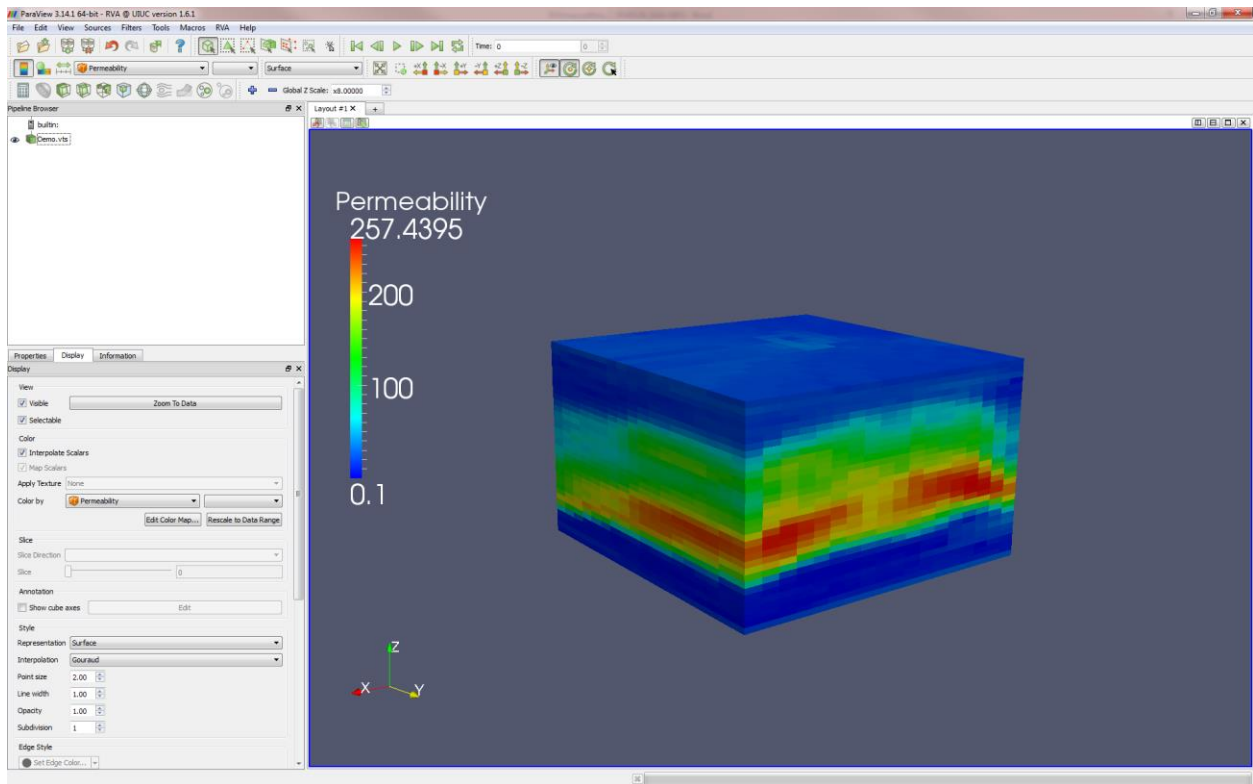 ParaView 3.14.1 64-bit - RVA @ UIUC version 1.6.1
File Edit View Sources Filters Tools Macros RVA Help
Time: 0 0
Permeability Surface
Global Z Scale: x8.00000
Pipeline Browser
builtin:
Demo.vts
Layout #1
Properties Display Information
Display
View
Visible Zoom To Data
Selectable
Color
Interpolate Scalars
Map Scalars
Apply Texture None
Color by Permeability
Edit Color Map... Rescale to Data Range
Slice
Slice Direction
Slice 0
Annotation
Show cube axes Edit
Style
Representation Surface
Interpolation Gouraud
Point size 2.00
Line width 1.00
Opacity 1.00
Subdivision 1
Edge Style
Set Edge Color...
Permeability
257.4395
200
100
0.1
Z
X Y